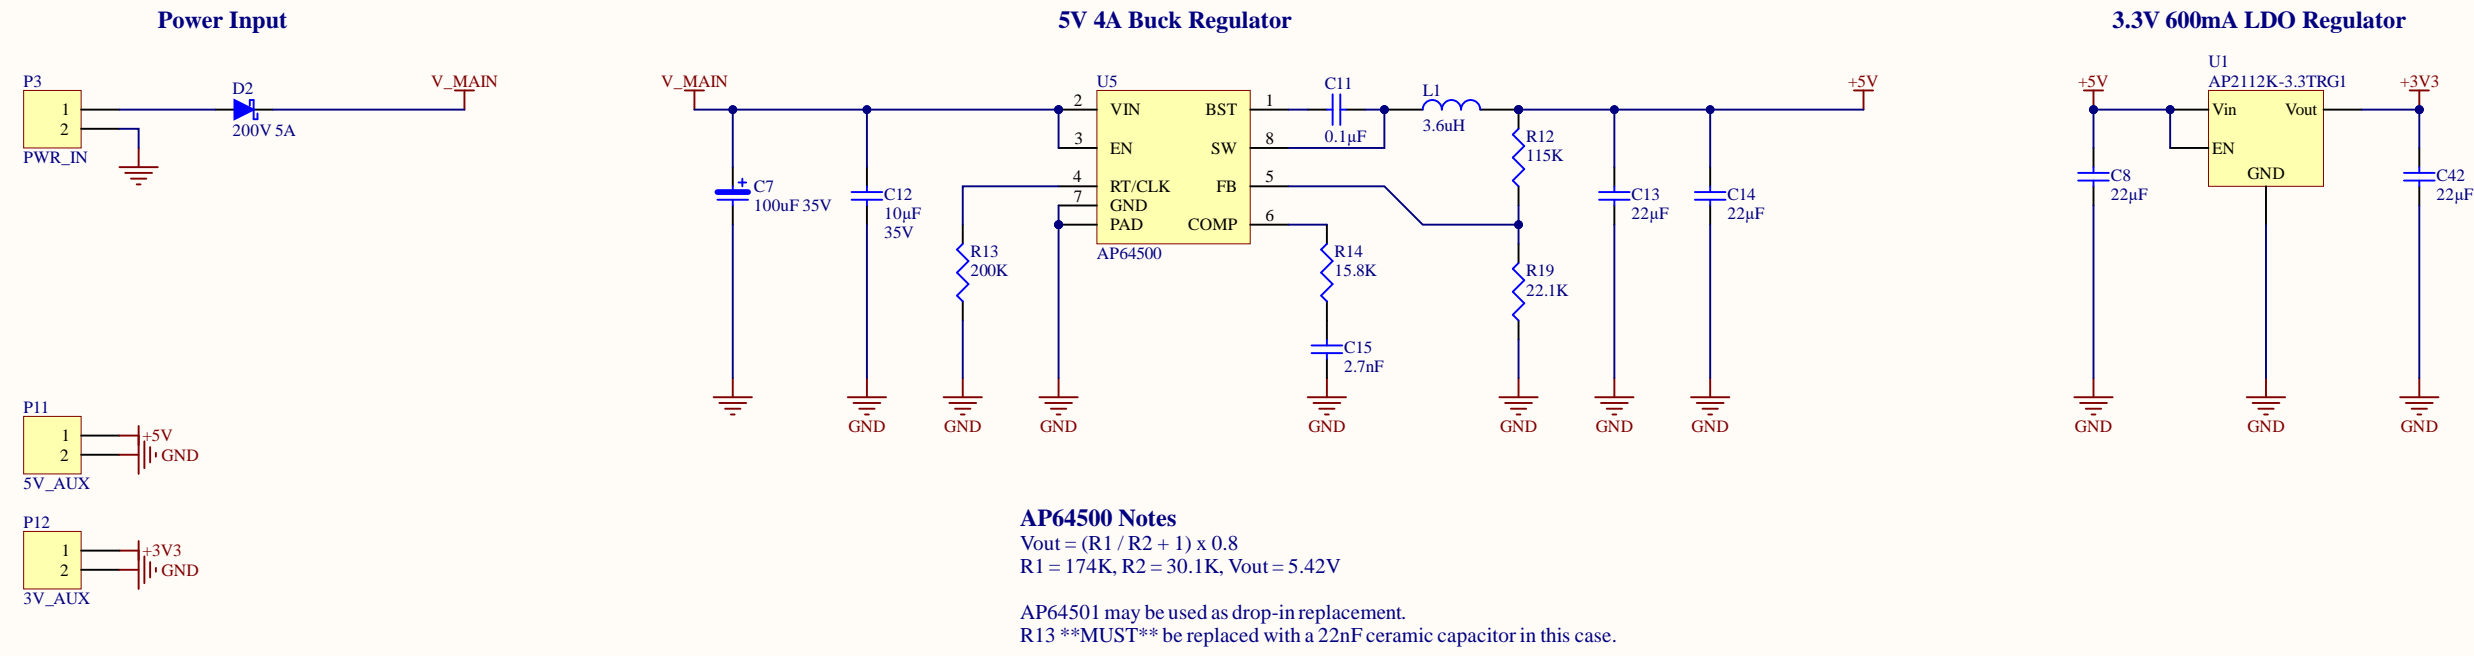 Power Input
P3
1
2
PWR_IN
D2
200V 5A
V_MAIN
P11
1
2
+5V
GND
5V_AUX
P12
1
2
+3V3
GND
3V_AUX
5V 4A Buck Regulator
V_MAIN
C7
100uF 35V
C12
10µF
35V
GND
R13
200K
GND
GND
U5
2
VIN
3
EN
4
RT/CLK
7
GND
PAD
BST
1
SW
8
FB
5
COMP
6
AP64500
C11
0.1µF
L1
3.6uH
R14
15.8K
C15
2.7nF
GND
R12
115K
R19
22.1K
GND
C13
22µF
GND
C14
22µF
GND
+5V
AP64500 Notes
Vout = (R1 / R2 + 1) x 0.8
R1 = 174K, R2 = 30.1K, Vout = 5.42V
AP64501 may be used as drop-in replacement.
R13 **MUST** be replaced with a 22nF ceramic capacitor in this case.
3.3V 600mA LDO Regulator
+5V
C8
22µF
GND
U1
AP2112K-3.3TRG1
Vin
Vout
EN
GND
GND
+3V3
C42
22µF
GND